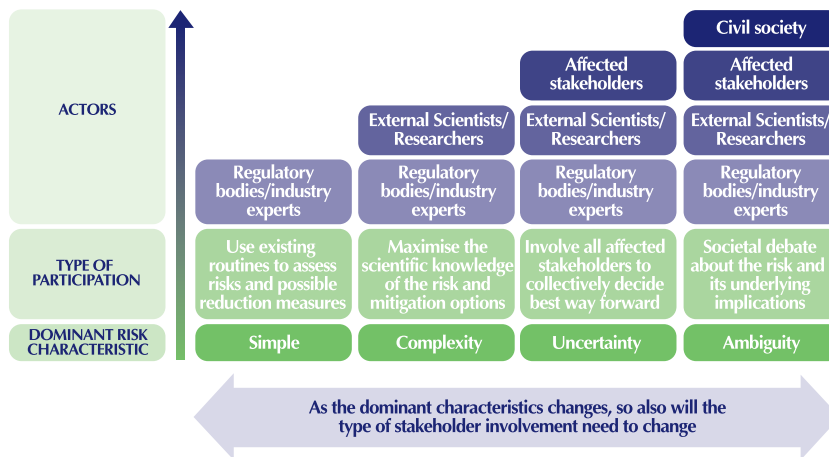 ACTORS
Civil society
Affected
stakeholders
Affected
stakeholders
External Scientists/
Researchers
External Scientists/
Researchers
External Scientists/
Researchers
Regulatory
bodies/industry
experts
Regulatory
bodies/industry
experts
Regulatory
bodies/industry
experts
Regulatory
bodies/industry
experts
TYPE OF
PARTICIPATION
Use existing
routines to assess
risks and possible
reduction measures
Maximise the
scientific knowledge
of the risk and
mitigation options
Involve all affected
stakeholders to
collectively decide
best way forward
Societal debate
about the risk and
its underlying
implications
DOMINANT RISK
CHARACTERISTIC
Simple
Complexity
Uncertainty
Ambiguity
As the dominant characteristics changes, so also will the
type of stakeholder involvement need to change